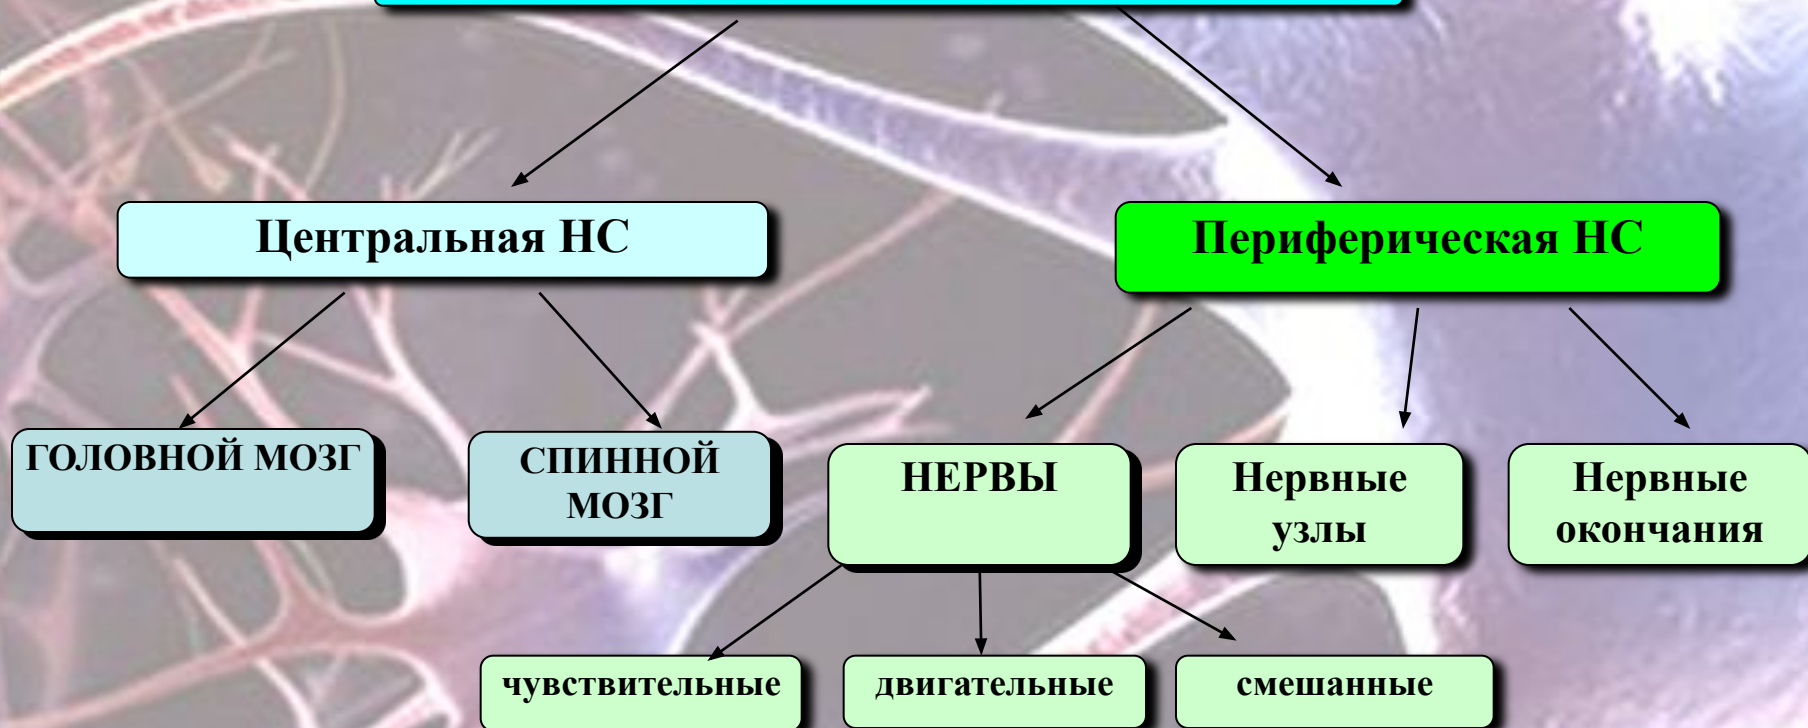 Центральная НС
Периферическая НС
ГОЛОВНОЙ МОЗГ
СПИННОЙ
МОЗГ
НЕРВЫ
Нервные
узлы
Нервные
окончания
чувствительные
двигательные
смешанные